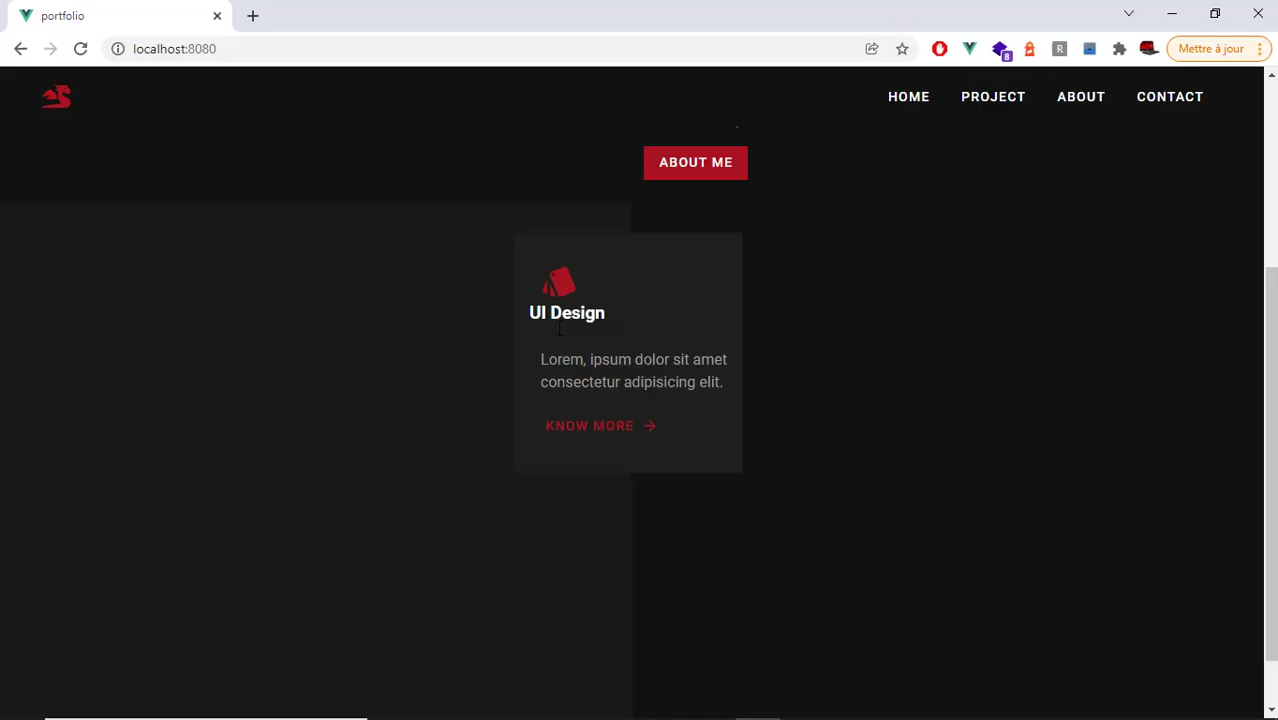 portfolio
localhost:8080
8
R
Mettre à jour
HOME PROJECT ABOUT CONTACT
ABOUT ME
UI Design
Lorem, ipsum dolor sit amet
consectetur adipisicing elit.
KNOW MORE